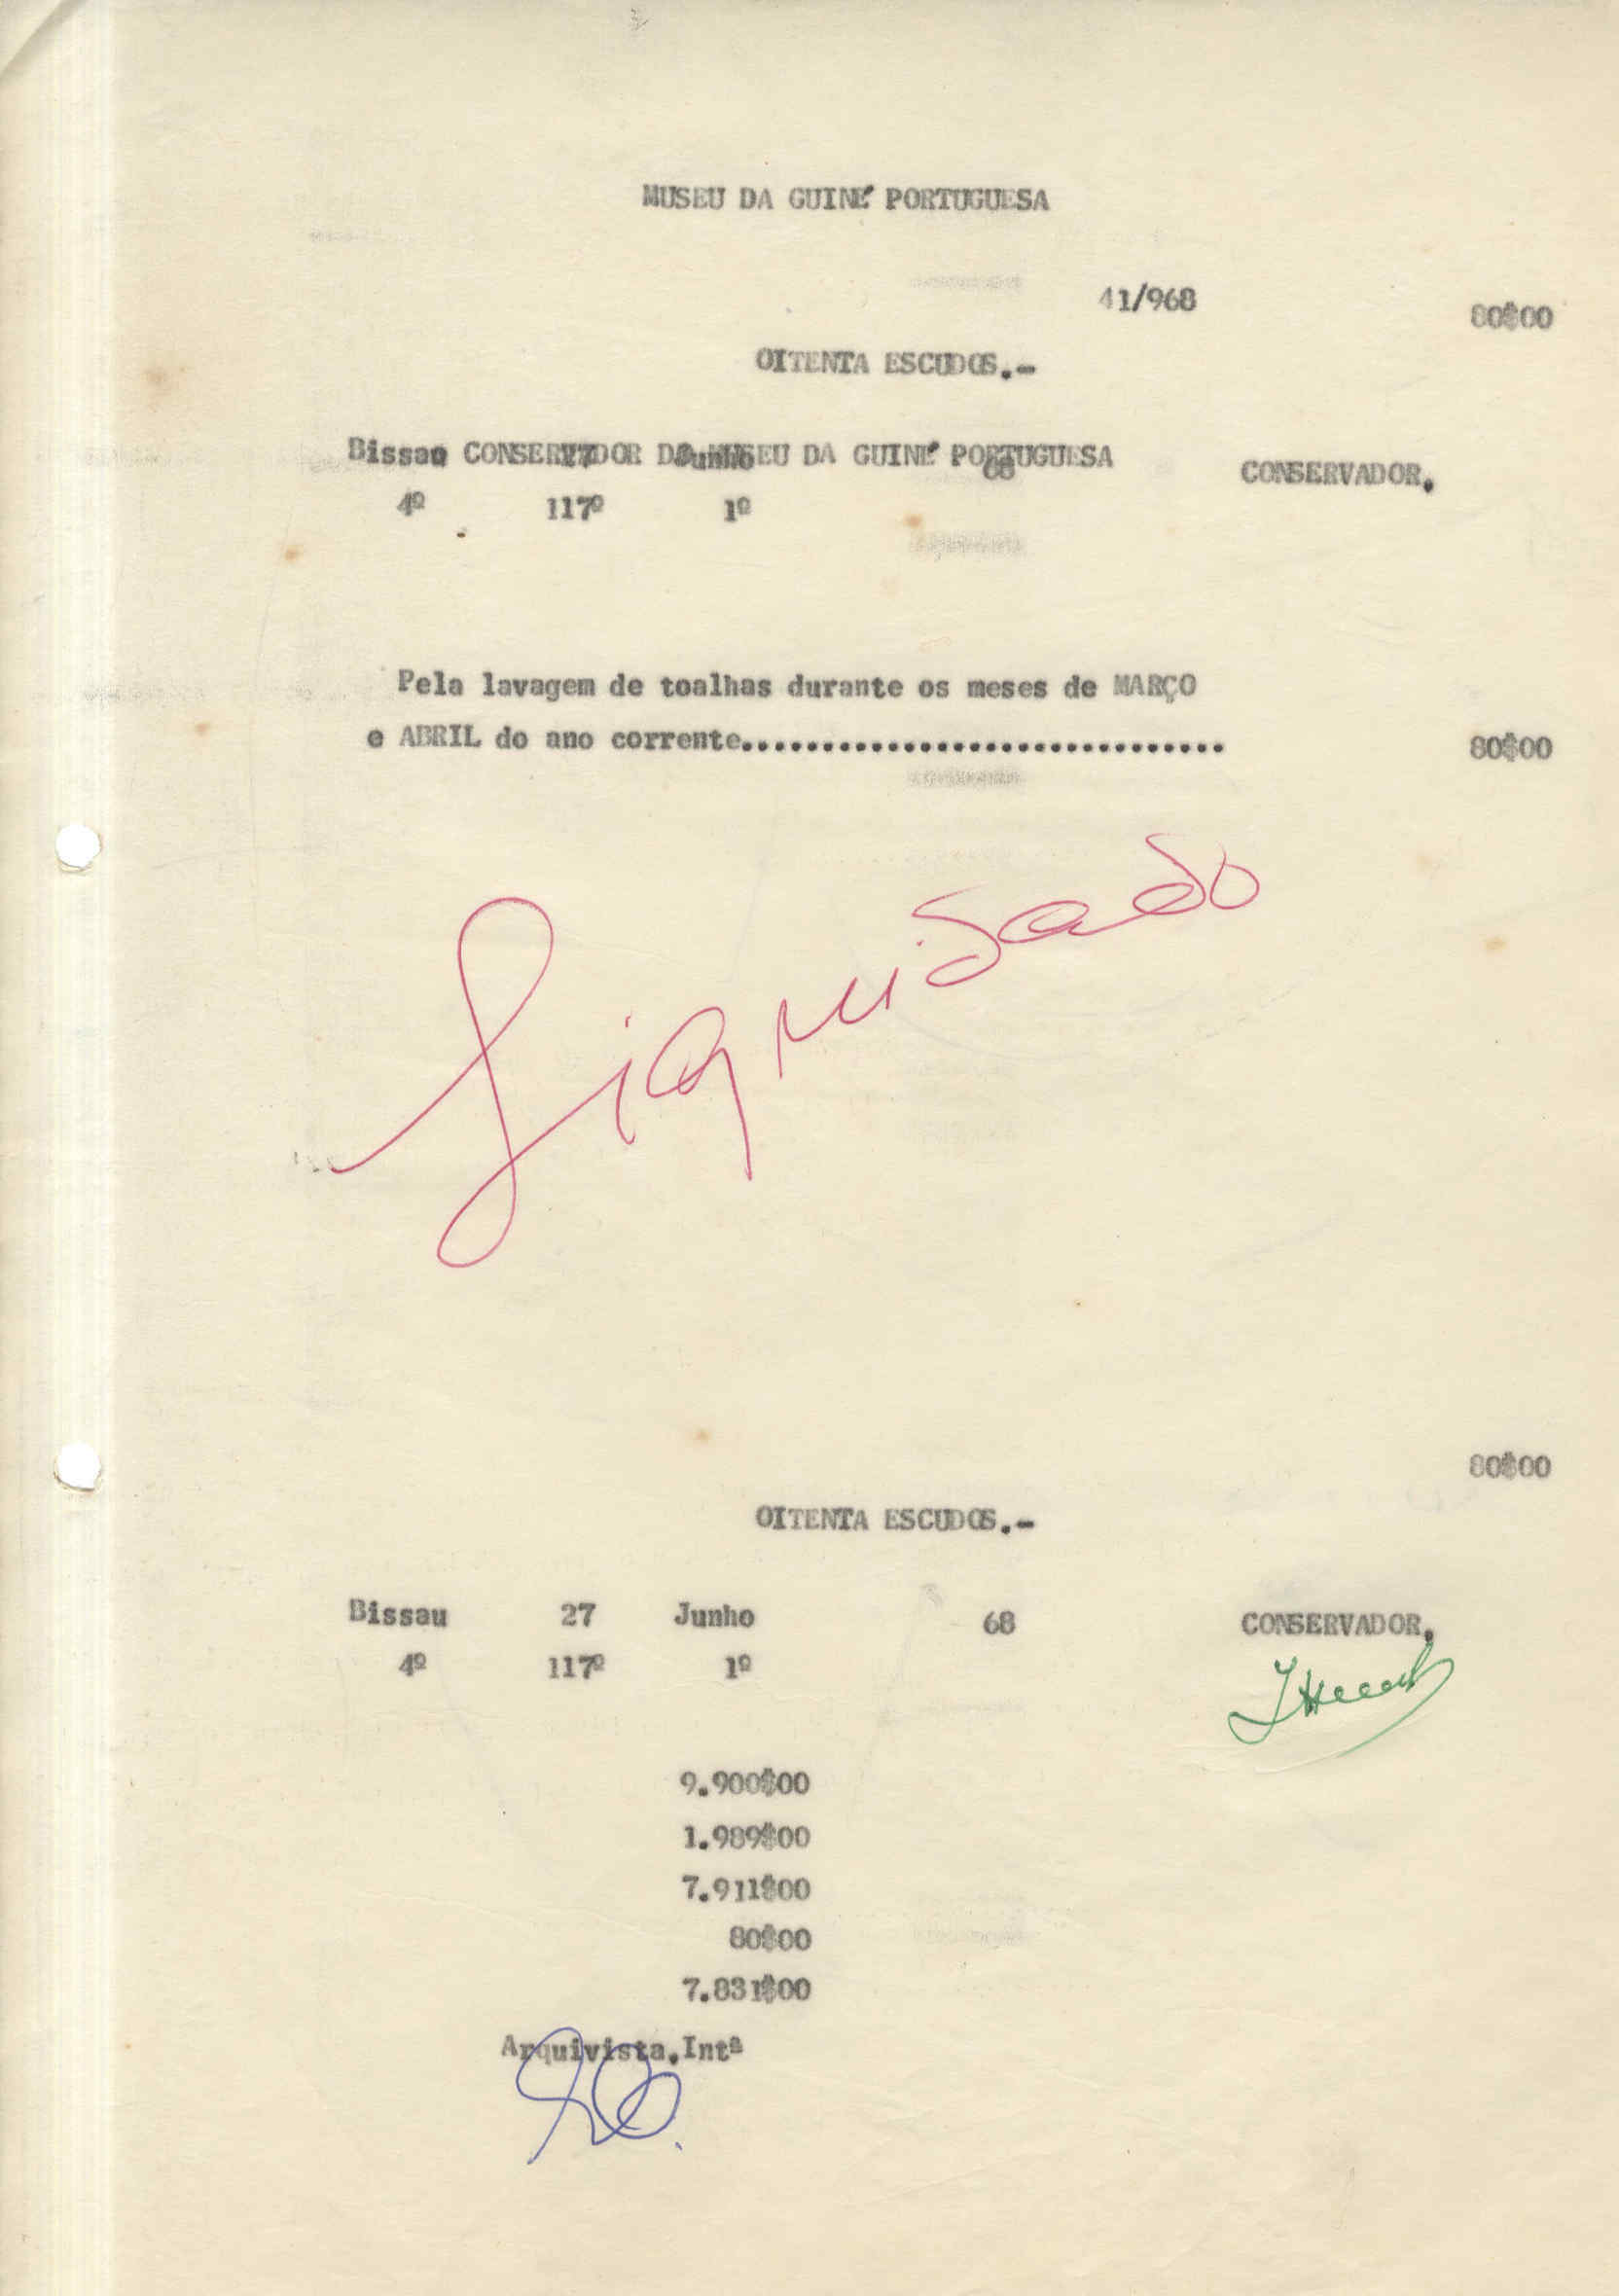 MUSEU DA GUINÉ PORTUGUESA
41/968
80$00
OITENTA ESCUDOS.-
Bissau CONSERVADOR DO MUSEU DA GUINÉ PORTUGUESA
27 Junho 68
CONSERVADOR.
4º 117º 1º
Pela lavagem de toalhas durante os meses de MARÇO
e ABRIL do ano corrente.............................. 80$00
Liquidado
80$00
OITENTA ESCUDOS.-
Bissau 27 Junho 68 CONSERVADOR.
4º 117º 1º
9.900$00
1.989$00
7.911$00
80$00
7.831$00
Arquivista,Intª